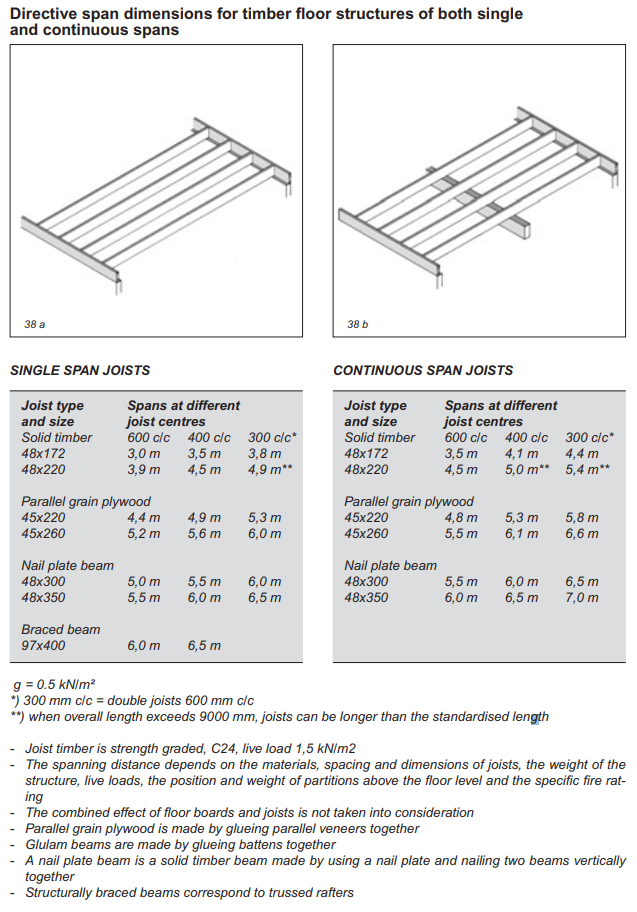 Directive span dimensions for timber floor structures of both single
and continuous spans
38 a
38 b
SINGLE SPAN JOISTS
Joist type Spans at different
and size joist centres
Solid timber 600 c/c 400 c/c 300 c/c*
48x172 3,0 m 3,5 m 3,8 m
48x220 3,9 m 4,5 m 4,9 m**
Parallel grain plywood
45x220 4,4 m 4,9 m 5,3 m
45x260 5,2 m 5,6 m 6,0 m
Nail plate beam
48x300 5,0 m 5,5 m 6,0 m
48x350 5,5 m 6,0 m 6,5 m
Braced beam
97x400 6,0 m 6,5 m
CONTINUOUS SPAN JOISTS
Joist type Spans at different
and size joist centres
Solid timber 600 c/c 400 c/c 300 c/c*
48x172 3,5 m 4,1 m 4,4 m
48x220 4,5 m 5,0 m** 5,4 m**
Parallel grain plywood
45x220 4,8 m 5,3 m 5,8 m
45x260 5,5 m 6,1 m 6,6 m
Nail plate beam
48x300 5,5 m 6,0 m 6,5 m
48x350 6,0 m 6,5 m 7,0 m
g = 0.5 kN/m²
*) 300 mm c/c = double joists 600 mm c/c
**) when overall length exceeds 9000 mm, joists can be longer than the standardised length
- Joist timber is strength graded, C24, live load 1,5 kN/m2
- The spanning distance depends on the materials, spacing and dimensions of joists, the weight of the
structure, live loads, the position and weight of partitions above the floor level and the specific fire rat-
ing
- The combined effect of floor boards and joists is not taken into consideration
- Parallel grain plywood is made by glueing parallel veneers together
- Glulam beams are made by glueing battens together
- A nail plate beam is a solid timber beam made by using a nail plate and nailing two beams vertically
together
- Structurally braced beams correspond to trussed rafters